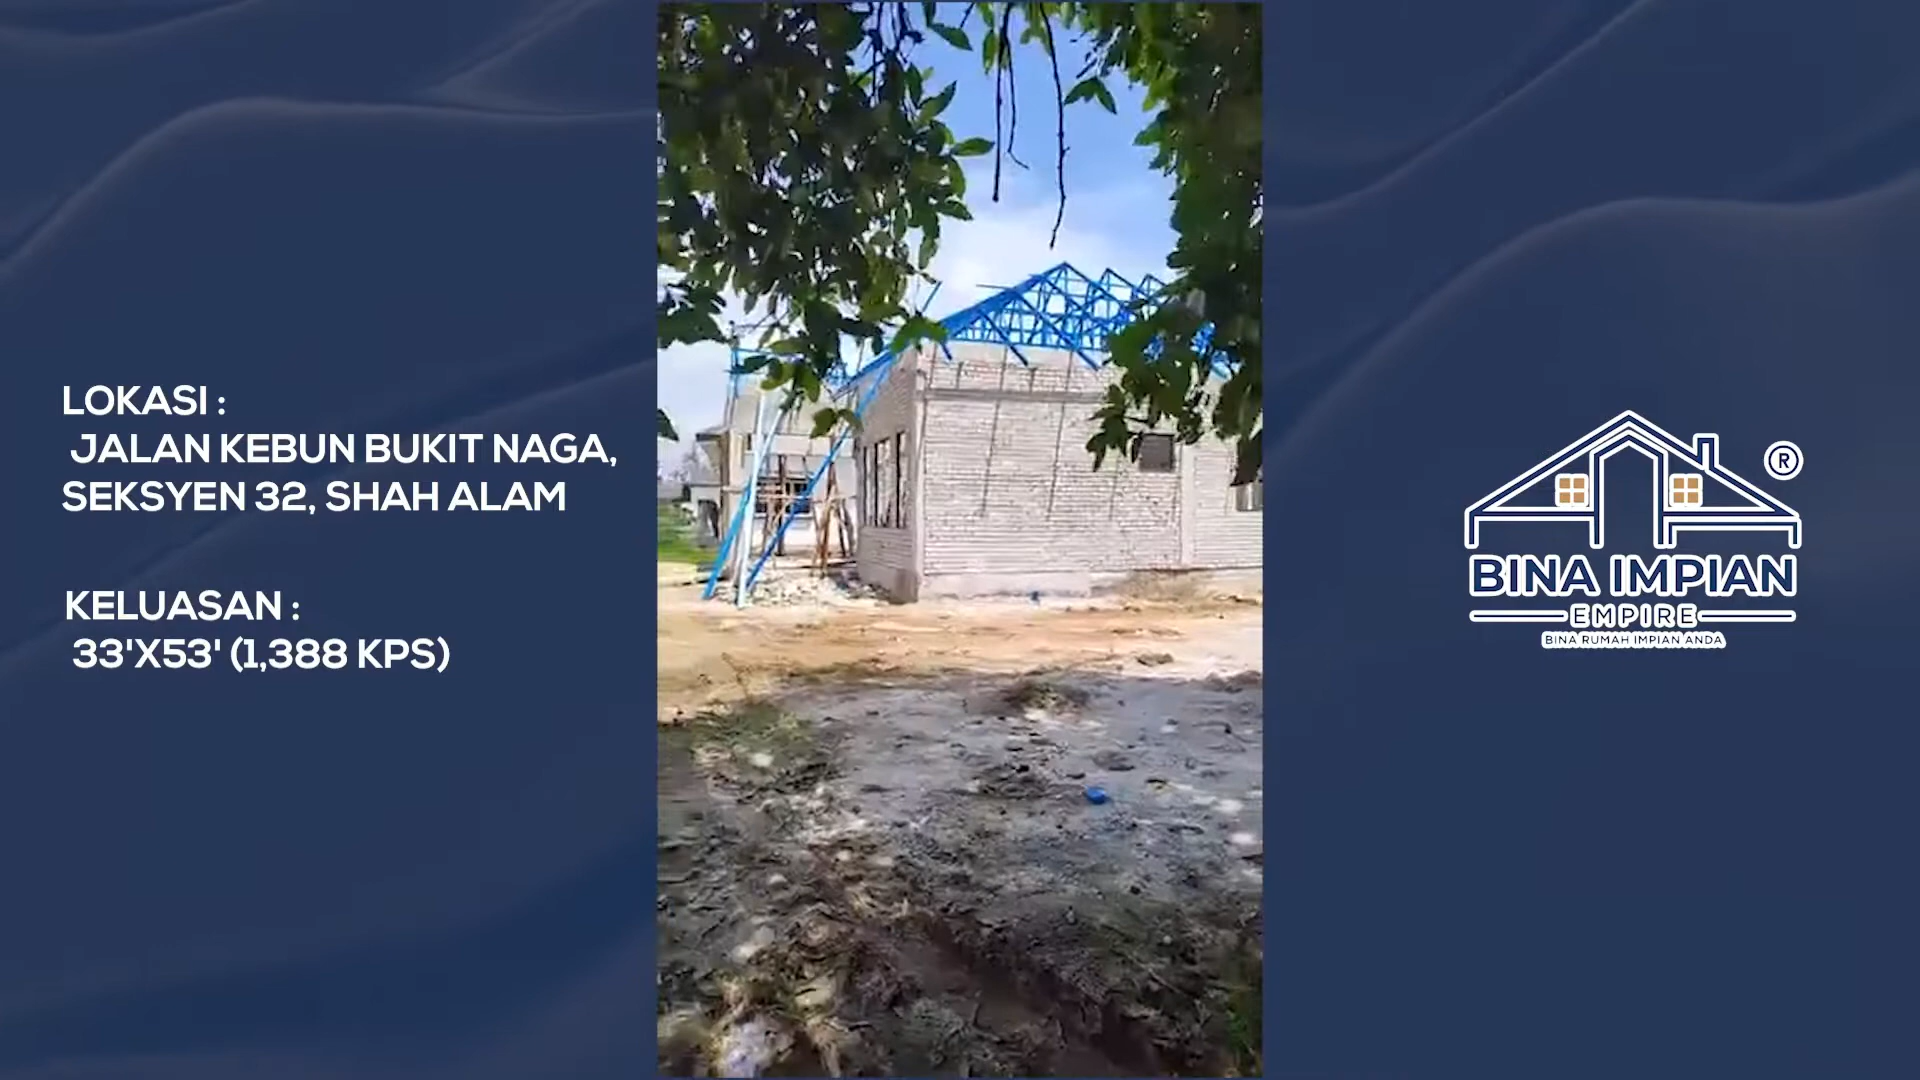 LOKASI :
JALAN KEBUN BUKIT NAGA,
SEKSYEN 32, SHAH ALAM
KELUASAN :
33'X53' (1,388 KPS)
®
BINA IMPIAN
EMPIRE
BINA RUMAH IMPIAN ANDA